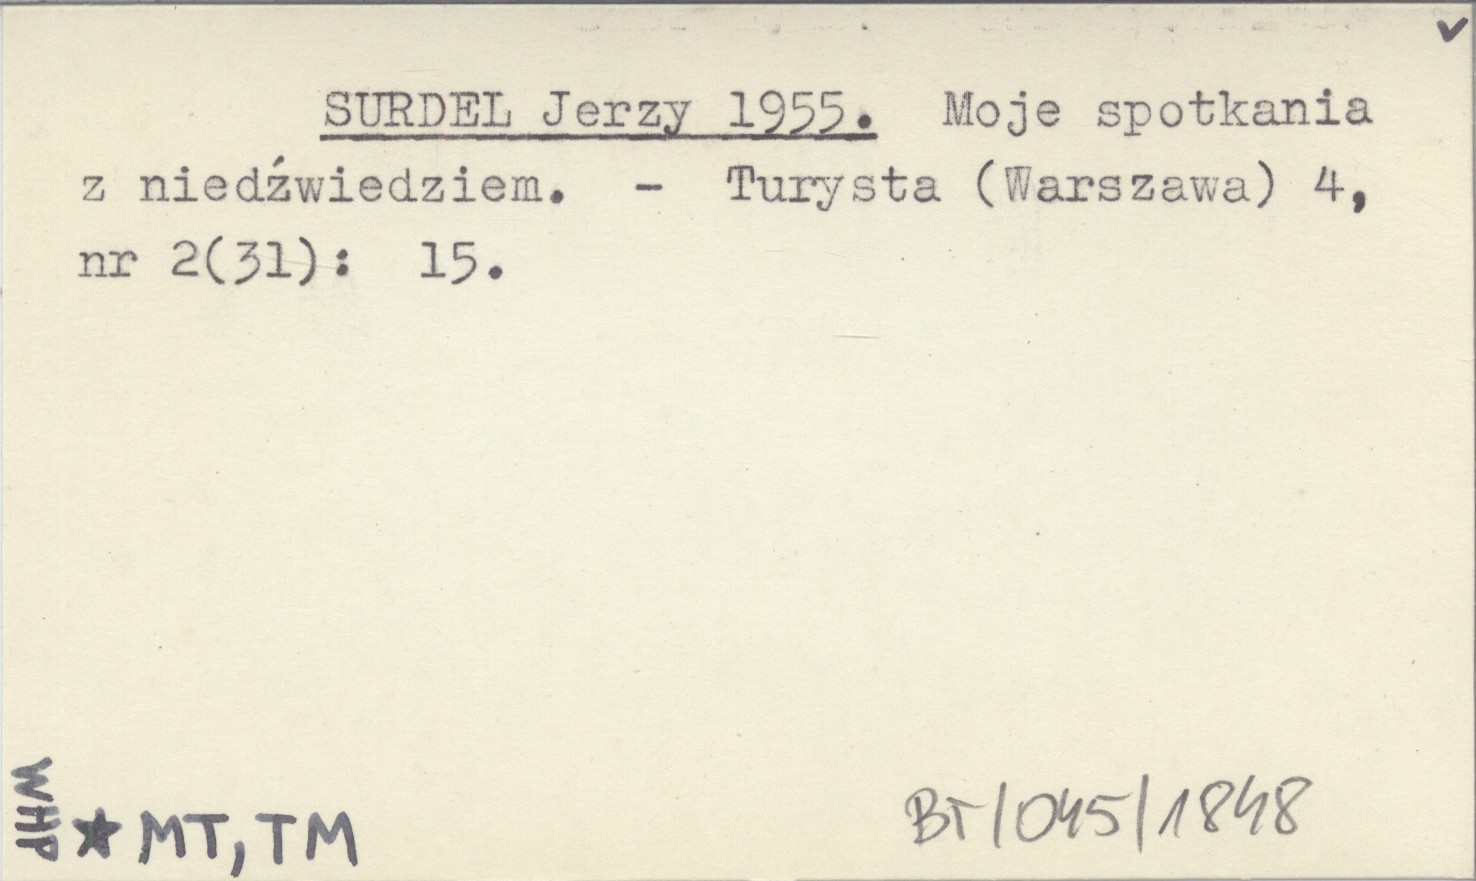 SURDEL Jerzy 1955. Moje spotkania
z niedźwiedziem. - Turysta (Warszawa) 4,
nr 2(31): 15.
WHP
★ MT, TM
BT/045/1848